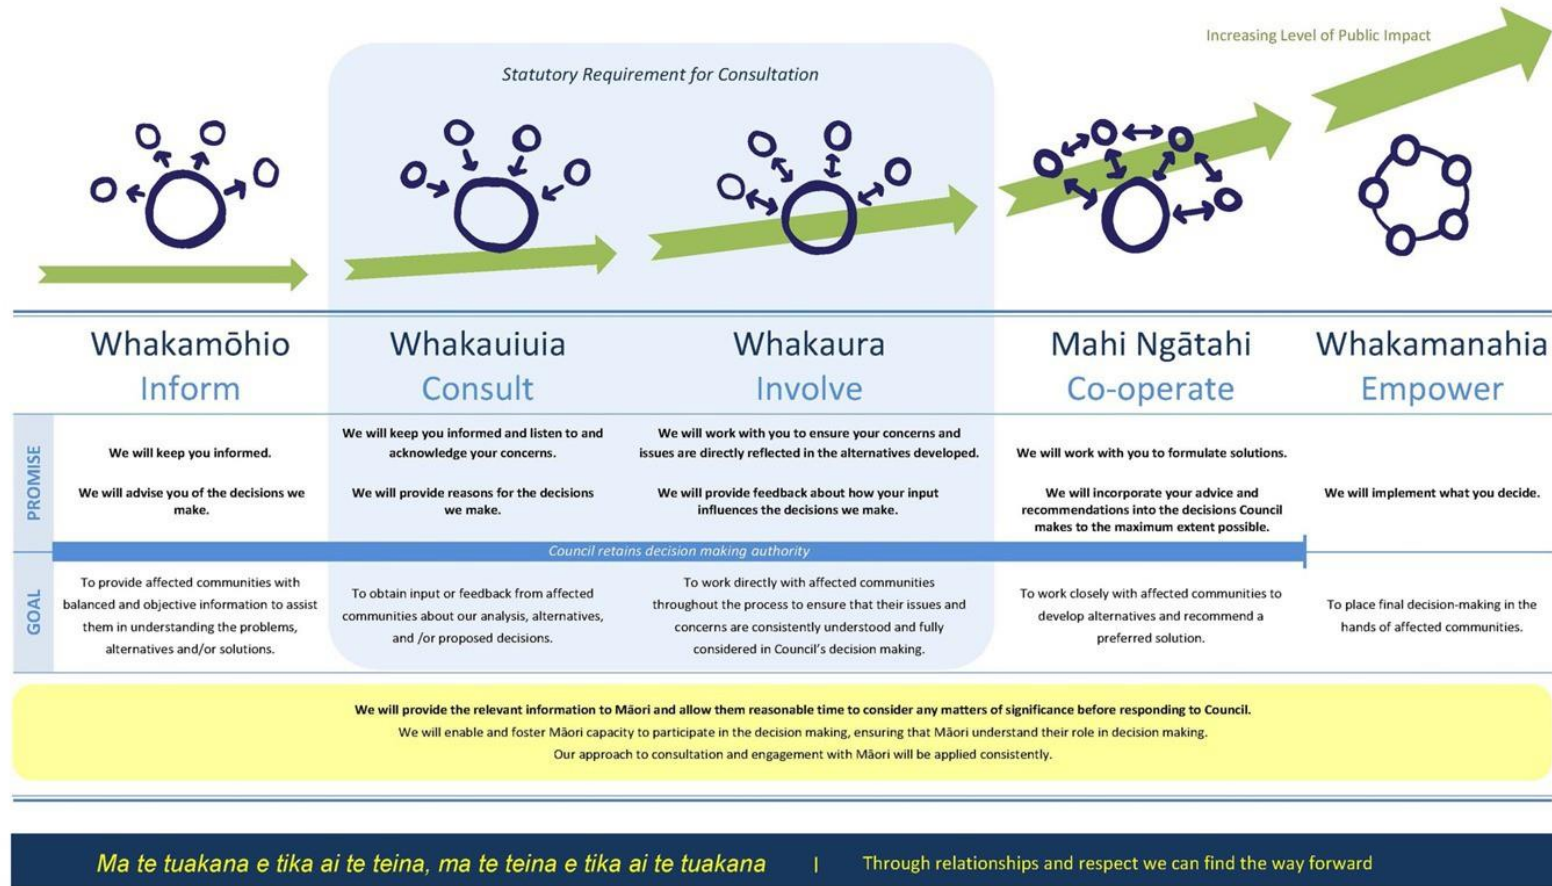 Increasing Level of Public Impact
Statutory Requirement for Consultation
Whakamōhio
Inform
Whakauiuia
Consult
Whakaura
Involve
Mahi Ngātahi
Co-operate
Whakamanahia
Empower
PROMISE
We will keep you informed.
We will advise you of the decisions we
make.
We will keep you informed and listen to and
acknowledge your concerns.
We will provide reasons for the decisions
we make.
We will work with you to ensure your concerns and
issues are directly reflected in the alternatives developed.
We will provide feedback about how your input
influences the decisions we make.
We will work with you to formulate solutions.
We will incorporate your advice and
recommendations into the decisions Council
makes to the maximum extent possible.
We will implement what you decide.
Council retains decision making authority
GOAL
To provide affected communities with
balanced and objective information to assist
them in understanding the problems,
alternatives and/or solutions.
To obtain input or feedback from affected
communities about our analysis, alternatives,
and /or proposed decisions.
To work directly with affected communities
throughout the process to ensure that their issues and
concerns are consistently understood and fully
considered in Council's decision making.
To work closely with affected communities to
develop alternatives and recommend a
preferred solution.
To place final decision-making in the
hands of affected communities.
We will provide the relevant information to Māori and allow them reasonable time to consider any matters of significance before responding to Council.
We will enable and foster Māori capacity to participate in the decision making, ensuring that Māori understand their role in decision making.
Our approach to consultation and engagement with Māori will be applied consistently.
Ma te tuakana e tika ai te teina, ma te teina e tika ai te tuakana | Through relationships and respect we can find the way forward